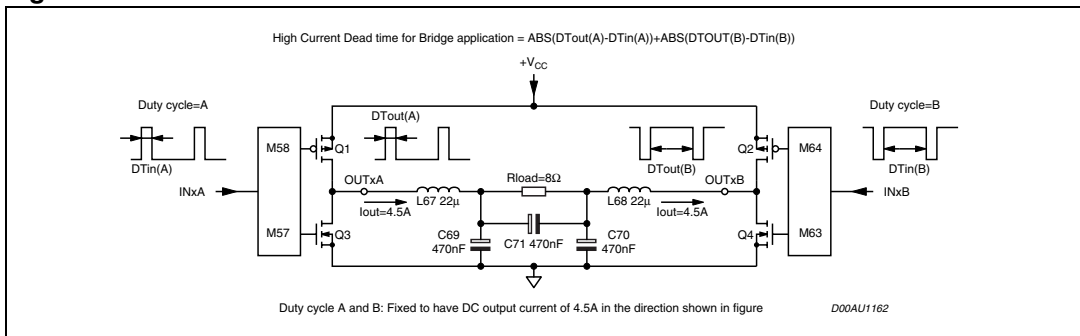 High Current Dead time for Bridge application = ABS(DTout(A)-DTin(A))+ABS(DTOUT(B)-DTin(B))
+VCC
Duty cycle=A
Duty cycle=B
DTout(A)
M58
Q1
DTin(A)
DTout(B)
Q2
M64
DTin(B)
INxA
OUTxA
Rload=8Ω
OUTxB
INxB
L67 22µ
L68 22µ
Iout=4.5A
Iout=4.5A
M57
Q3
C69
470nF
C71 470nF
C70
470nF
Q4
M63
Duty cycle A and B: Fixed to have DC output current of 4.5A in the direction shown in figure
D00AU1162